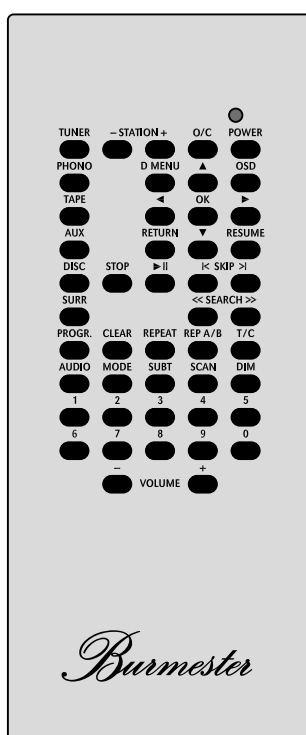 TUNER – STATION + O/C POWER
PHONO D MENU ▲ OSD
TAPE ◄ OK ►
AUX RETURN ▼ RESUME
DISC STOP ►II I< SKIP >I
SURR << SEARCH >>
PROGR. CLEAR REPEAT REP A/B T/C
AUDIO MODE SUBT SCAN DIM
1 2 3 4 5
6 7 8 9 0
– +
VOLUME
Burmester